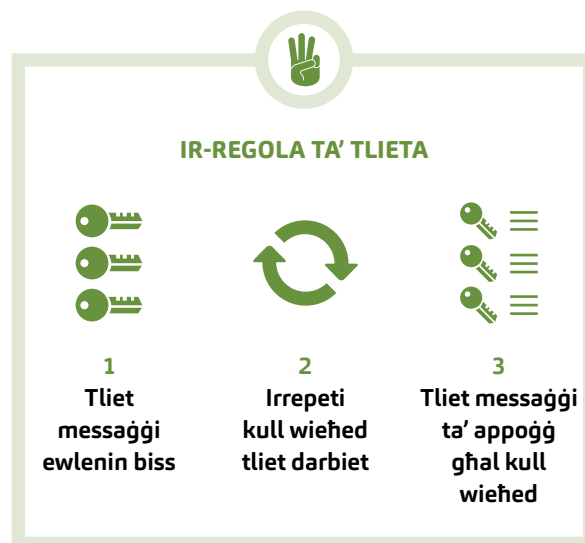 IR-REGOLA TA’ TLIETA
1
Tliet
messaġġi
ewlenin biss
2
Irrepeti
kull wieħed
tliet darbiet
3
Tliet messaġġi
ta’ appoġġ
għal kull
wieħed